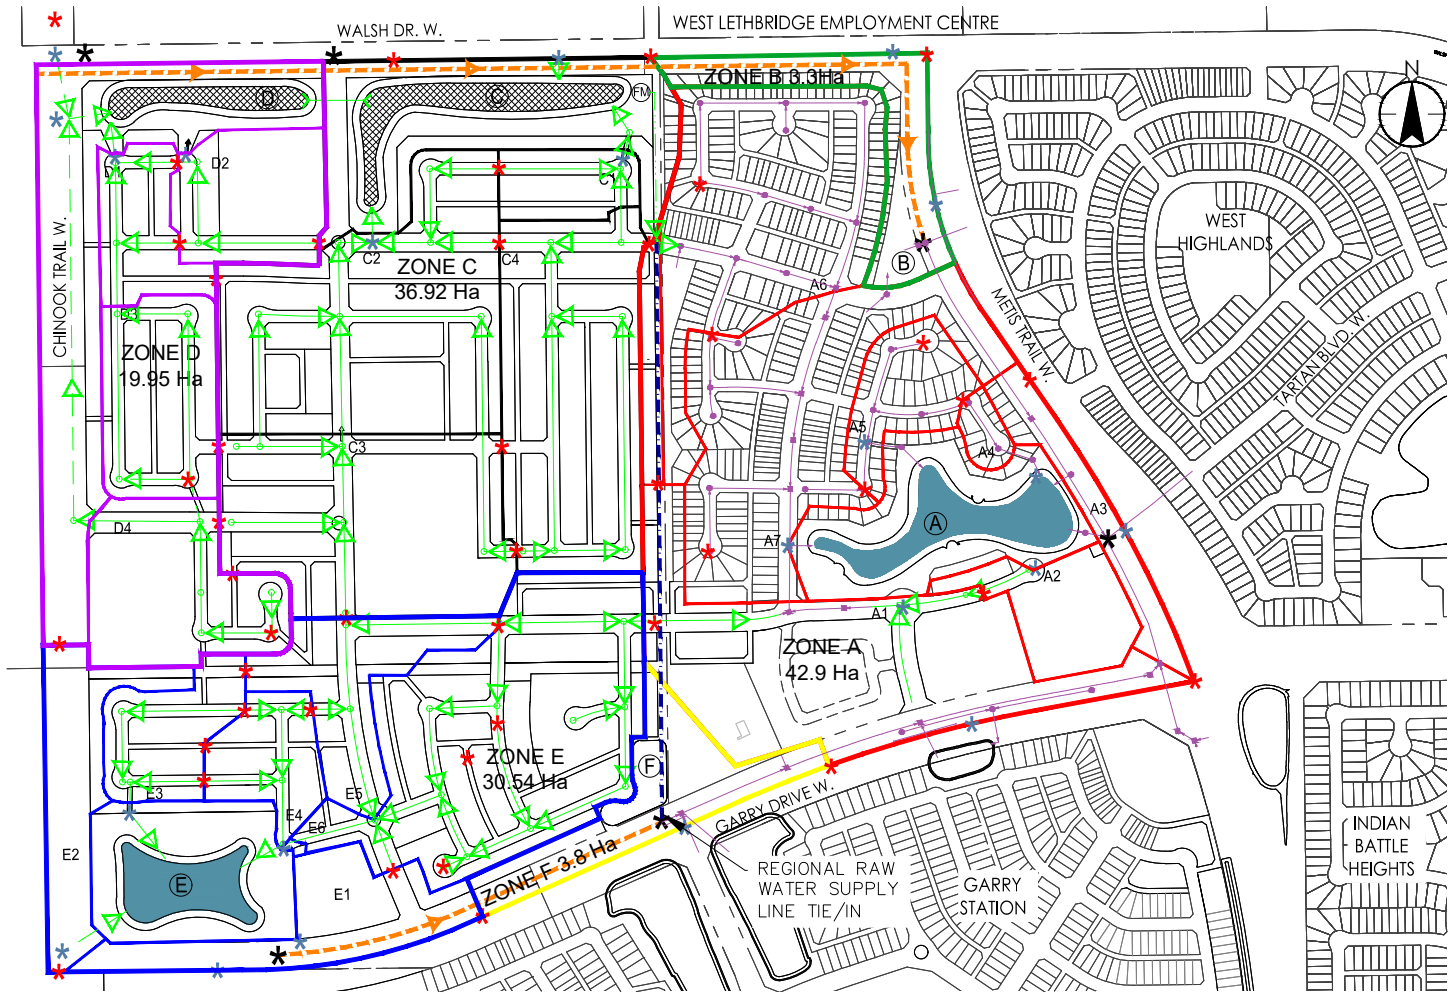 WALSH DR. W.
WEST LETHBRIDGE EMPLOYMENT CENTRE
ZONE B 3.3Ha
N
D
C
FM
D2
CHINOOK TRAIL W.
C2
C4
ZONE C
36.92 Ha
A6
B
WEST
HIGHLANDS
METIS TRAIL W.
TARTAN BLVD. W.
D3
ZONE D
19.95 Ha
C3
A5
A4
A3
A
D4
A7
A2
A1
ZONE A
42.9 Ha
ZONE E
30.54 Ha
F
E3
E5
E4
E6
E2
E
E1
ZONE F 3.8 Ha
GARRY DRIVE W.
REGIONAL RAW
WATER SUPPLY
LINE TIE/IN
GARRY
STATION
INDIAN
BATTLE
HEIGHTS